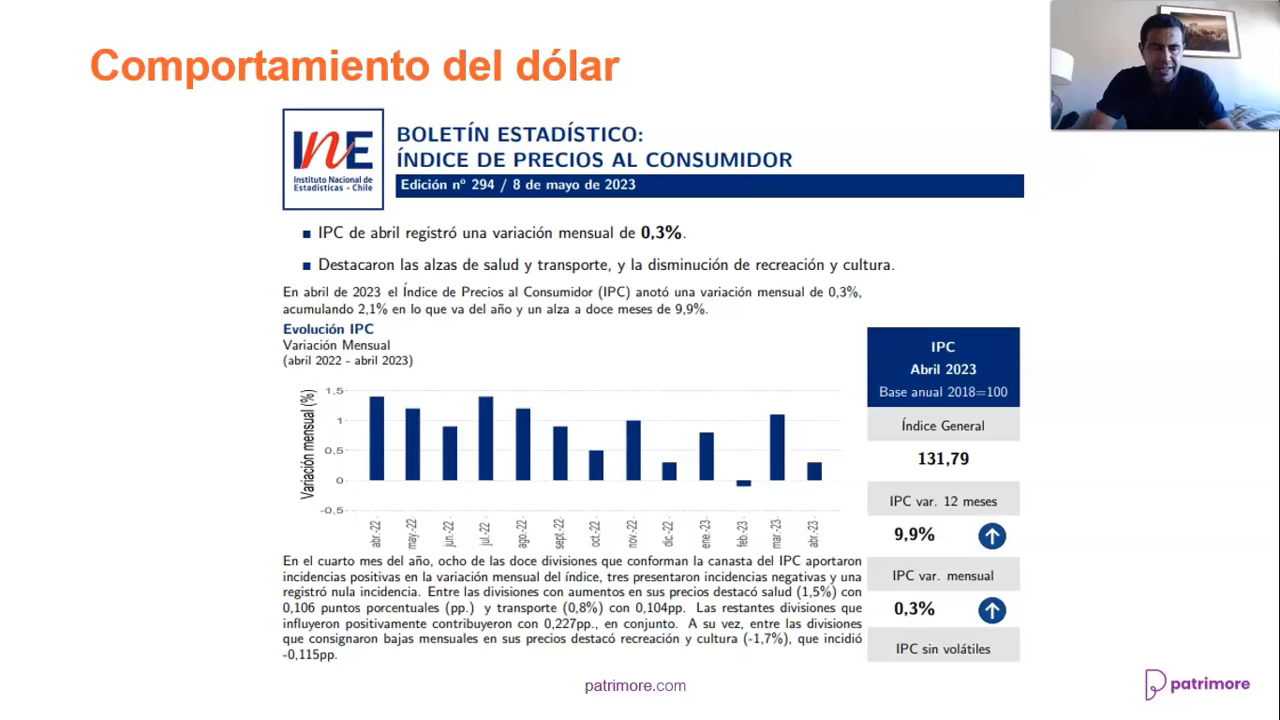 Comportamiento del dólar
INE
Instituto Nacional de
Estadísticas - Chile
BOLETÍN ESTADÍSTICO:
ÍNDICE DE PRECIOS AL CONSUMIDOR
Edición nº 294 / 8 de mayo de 2023
IPC de abril registró una variación mensual de 0,3%.
Destacaron las alzas de salud y transporte, y la disminución de recreación y cultura.
En abril de 2023 el Índice de Precios al Consumidor (IPC) anotó una variación mensual de 0,3%,
acumulando 2,1% en lo que va del año y un alza a doce meses de 9,9%.
Evolución IPC
Variación Mensual
(abril 2022 - abril 2023)
Variación mensual (%)
1,5
1
0,5
0
-0,5
abr.-22
may.-22
jun.-22
jul.-22
ago.-22
sept.-22
oct.-22
nov.-22
dic.-22
ene.-23
feb.-23
mar.-23
abr.-23
En el cuarto mes del año, ocho de las doce divisiones que conforman la canasta del IPC aportaron
incidencias positivas en la variación mensual del índice, tres presentaron incidencias negativas y una
registró nula incidencia. Entre las divisiones con aumentos en sus precios destacó salud (1,5%) con
0,106 puntos porcentuales (pp.) y transporte (0,8%) con 0,104pp. Las restantes divisiones que
influyeron positivamente contribuyeron con 0,227pp., en conjunto. A su vez, entre las divisiones
que consignaron bajas mensuales en sus precios destacó recreación y cultura (-1,7%), que incidió
-0,115pp.
IPC
Abril 2023
Base anual 2018=100
Índice General
131,79
IPC var. 12 meses
9,9%
IPC var. mensual
0,3%
IPC sin volátiles
patrimore.com
patrimore